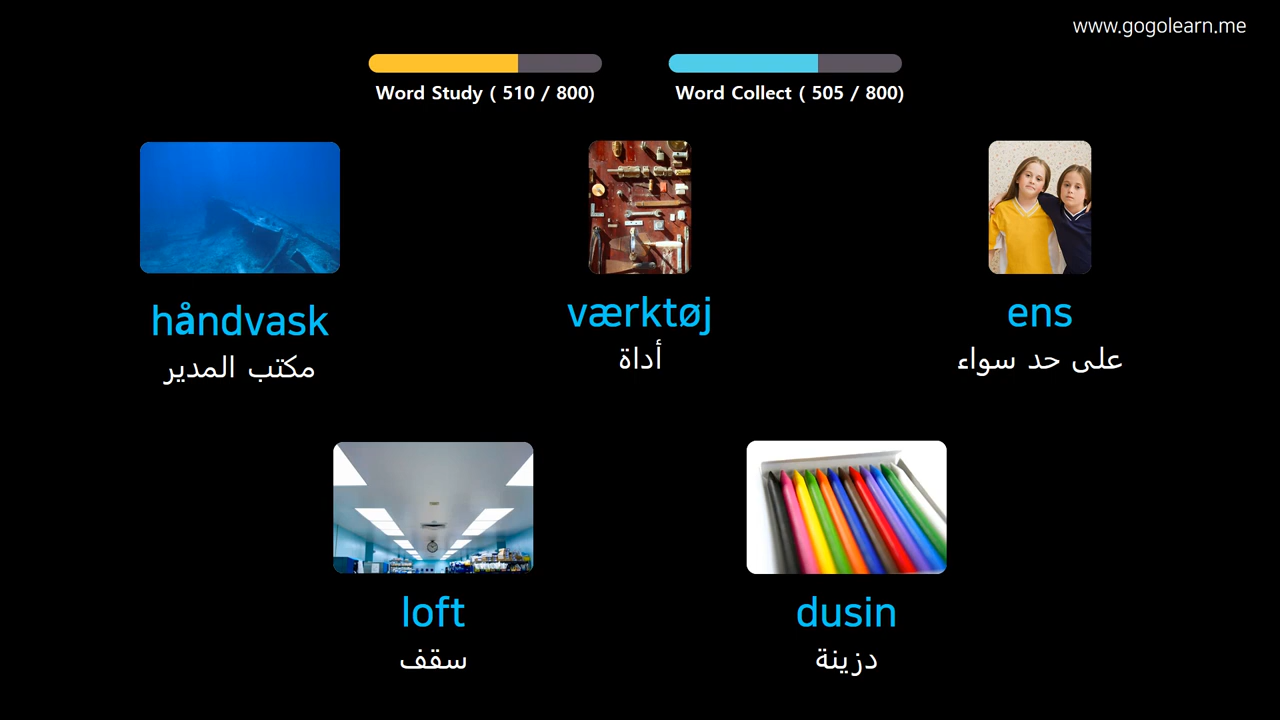 www.gogolearn.me
Word Study ( 510 / 800)
Word Collect ( 505 / 800)
håndvask
مكتب المدير
værktøj
أداة
ens
على حد سواء
loft
سقف
dusin
دزينة